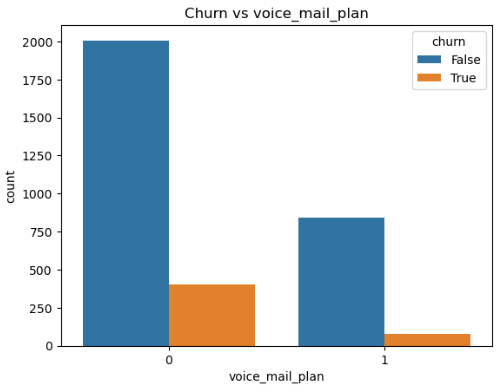 Churn vs voice_mail_plan
churn
False
True
2000
1750
1500
1250
1000
750
500
250
0
count
0 1
voice_mail_plan